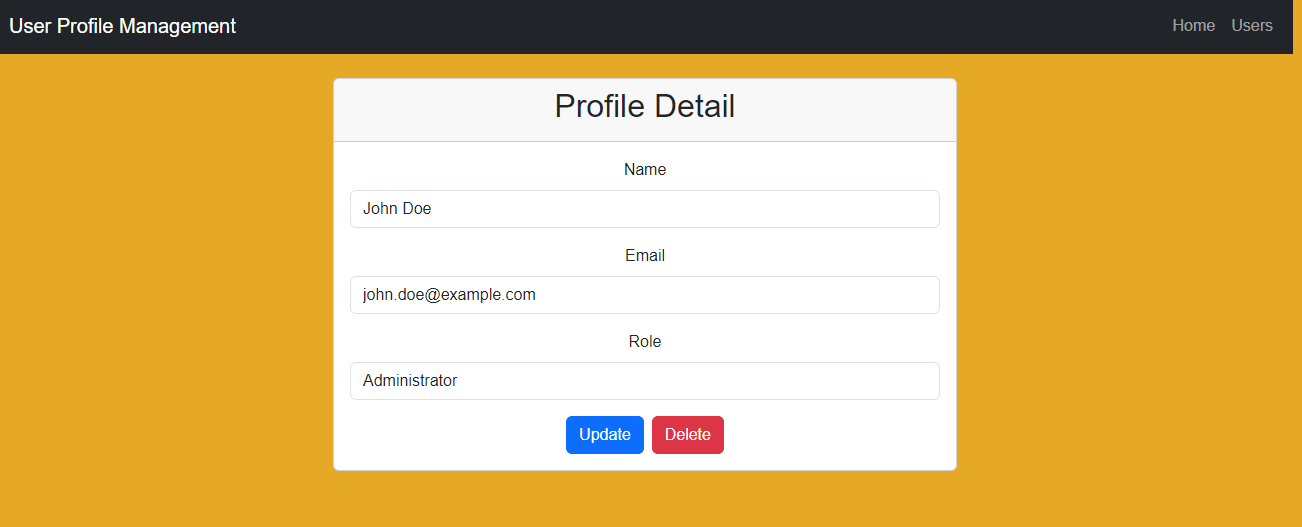 User Profile Management Home Users
Profile Detail
Name
John Doe
Email
john.doe@example.com
Role
Administrator
Update Delete